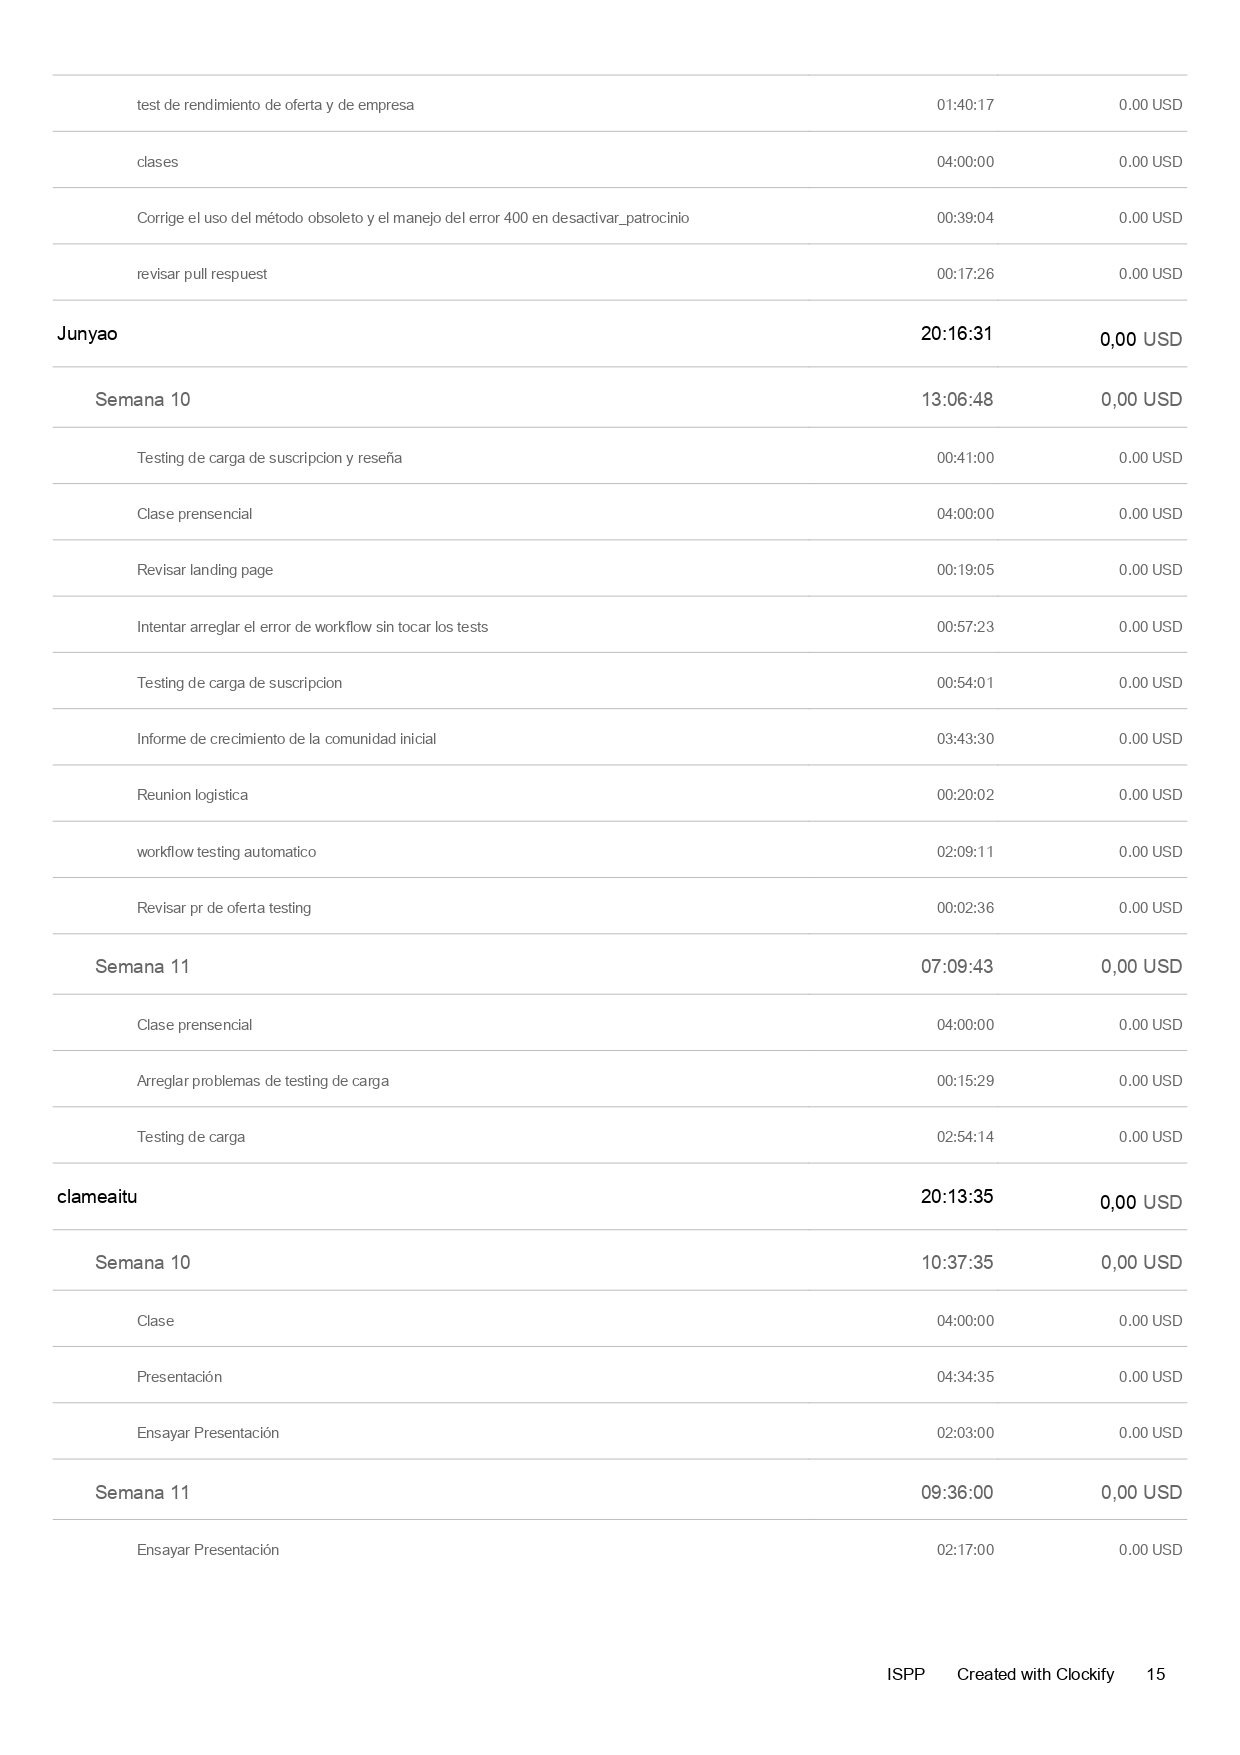 test de rendimiento de oferta y de empresa 01:40:17 0.00 USD
clases 04:00:00 0.00 USD
Corrige el uso del método obsoleto y el manejo del error 400 en desactivar_patrocinio 00:39:04 0.00 USD
revisar pull respuest 00:17:26 0.00 USD
Junyao 20:16:31 0,00 USD
Semana 10 13:06:48 0,00 USD
Testing de carga de suscripcion y reseña 00:41:00 0.00 USD
Clase prensencial 04:00:00 0.00 USD
Revisar landing page 00:19:05 0.00 USD
Intentar arreglar el error de workflow sin tocar los tests 00:57:23 0.00 USD
Testing de carga de suscripcion 00:54:01 0.00 USD
Informe de crecimiento de la comunidad inicial 03:43:30 0.00 USD
Reunion logistica 00:20:02 0.00 USD
workflow testing automatico 02:09:11 0.00 USD
Revisar pr de oferta testing 00:02:36 0.00 USD
Semana 11 07:09:43 0,00 USD
Clase prensencial 04:00:00 0.00 USD
Arreglar problemas de testing de carga 00:15:29 0.00 USD
Testing de carga 02:54:14 0.00 USD
clameaitu 20:13:35 0,00 USD
Semana 10 10:37:35 0,00 USD
Clase 04:00:00 0.00 USD
Presentación 04:34:35 0.00 USD
Ensayar Presentación 02:03:00 0.00 USD
Semana 11 09:36:00 0,00 USD
Ensayar Presentación 02:17:00 0.00 USD
ISPP Created with Clockify 15